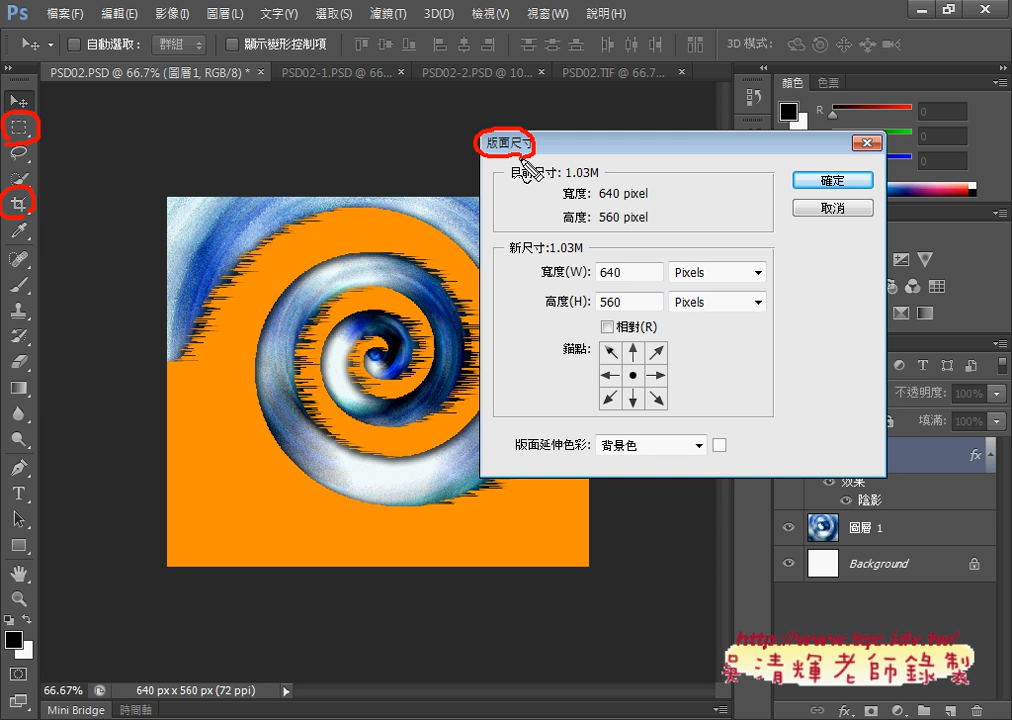 Ps 檔案(F) 編輯(E) 影像(I) 圖層(L) 文字(Y) 選取(S) 濾鏡(T) 3D(D) 檢視(V) 視窗(W) 說明(H)
自動選取： 群組 顯示變形控制項 3D 模式：
PSD02.PSD @ 66.7% (圖層1, RGB/8) * × PSD02-1.PSD @ 66... × PSD02-2.PSD @ 10... × PSD02.TIF @ 66.7... ×
顏色 色票
R 0
0
0
版面尺寸
目前尺寸: 1.03M
寬度: 640 pixel
高度: 560 pixel
確定
取消
新尺寸:1.03M
寬度(W): 640 Pixels
高度(H): 560 Pixels
相對(R)
錨點:
版面延伸色彩: 背景色
不透明度: 100%
填滿: 100%
fx
效果
陰影
圖層 1
Background
http://www.tqc.idv.tw/
吳清輝老師錄製
66.67% 640 px x 560 px (72 ppi)
Mini Bridge 時間軸
fx